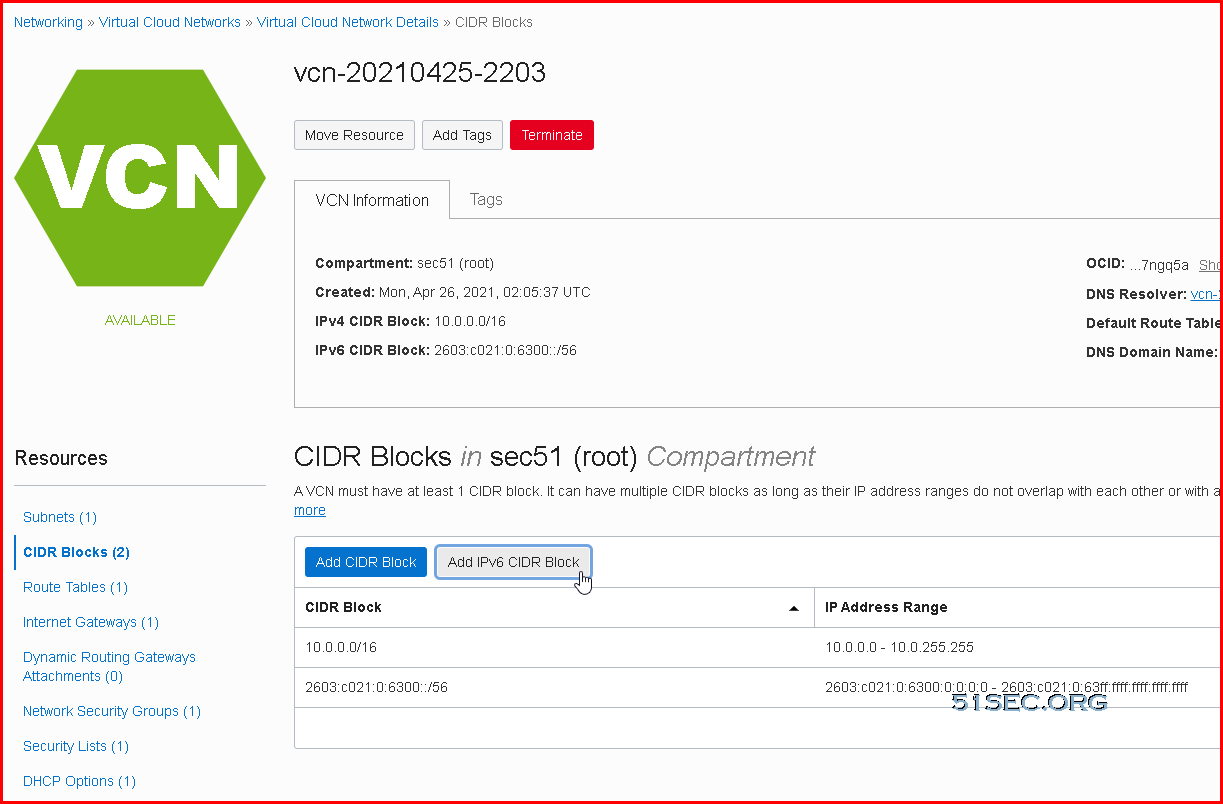 Networking » Virtual Cloud Networks » Virtual Cloud Network Details » CIDR Blocks
VCN
AVAILABLE
vcn-20210425-2203
Move Resource
Add Tags
Terminate
VCN Information
Tags
Compartment: sec51 (root)
Created: Mon, Apr 26, 2021, 02:05:37 UTC
IPv4 CIDR Block: 10.0.0.0/16
IPv6 CIDR Block: 2603:c021:0:6300::/56
OCID: ...7ngq5a Sho
DNS Resolver: vcn-
Default Route Table
DNS Domain Name:
Resources
Subnets (1)
CIDR Blocks (2)
Route Tables (1)
Internet Gateways (1)
Dynamic Routing Gateways
Attachments (0)
Network Security Groups (1)
Security Lists (1)
DHCP Options (1)
CIDR Blocks in sec51 (root) Compartment
A VCN must have at least 1 CIDR block. It can have multiple CIDR blocks as long as their IP address ranges do not overlap with each other or with a
more
Add CIDR Block
Add IPv6 CIDR Block
CIDR Block
IP Address Range
10.0.0.0/16
10.0.0.0 - 10.0.255.255
2603:c021:0:6300::/56
2603:c021:0:6300:0:0:0:0 - 2603:c021:0:63ff:ffff:ffff:ffff:ffff
51SEC.ORG